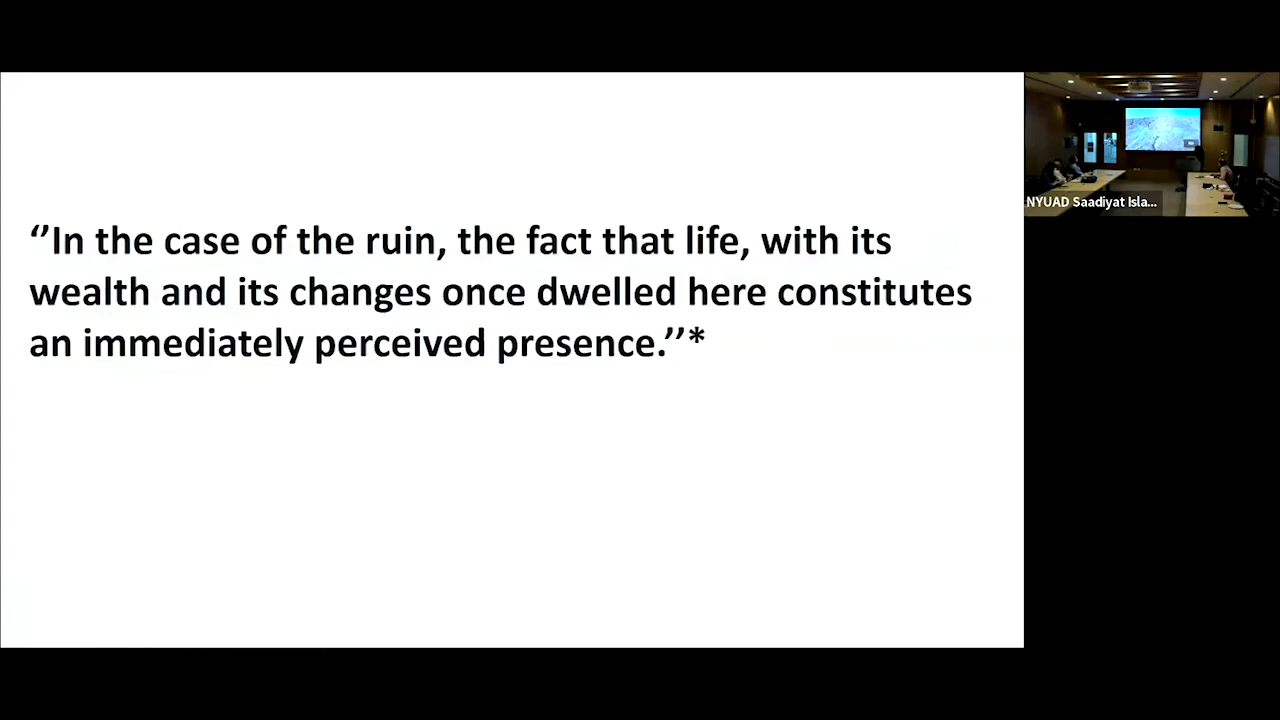 ‘’In the case of the ruin, the fact that life, with its
wealth and its changes once dwelled here constitutes
an immediately perceived presence.’’*
NYUAD Saadiyat Isla...